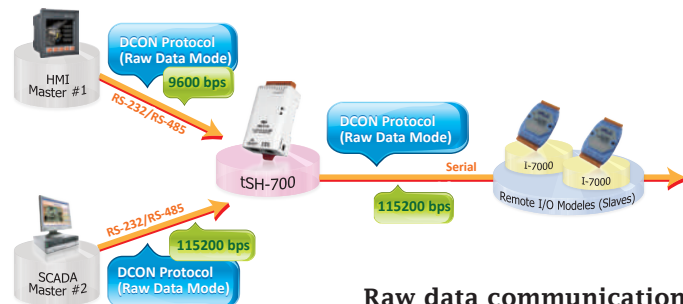 DCON Protocol
(Raw Data Mode)
9600 bps
HMI
Master #1
RS-232/RS-485
DCON Protocol
(Raw Data Mode)
tSH-700
Serial
115200 bps
I-7000
I-7000
Remote I/O Modeles (Slaves)
RS-232/RS-485
115200 bps
DCON Protocol
(Raw Data Mode)
SCADA
Master #2
Raw data communication